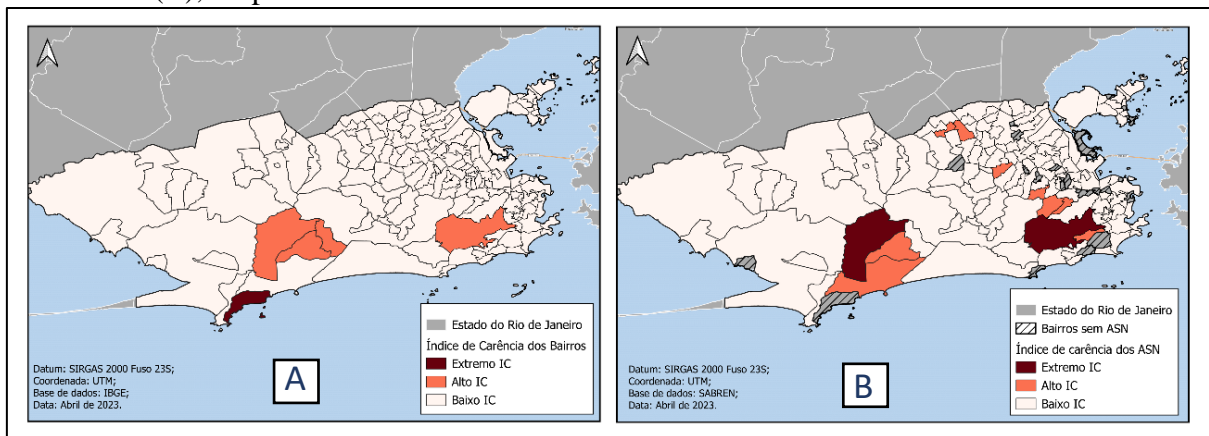 Estado do Rio de Janeiro
Índice de Carência dos Bairros
Extremo IC
Alto IC
Baixo IC
Datum: SIRGAS 2000 Fuso 23S;
Coordenada: UTM;
Base de dados: IBGE;
Data: Abril de 2023.
A
Estado do Rio de Janeiro
Bairros sem ASN
Índice de carência dos ASN
Extremo IC
Alto IC
Baixo IC
Datum: SIRGAS 2000 Fuso 23S;
Coordenada: UTM;
Base de dados: SABREN;
Data: Abril de 2023.
B